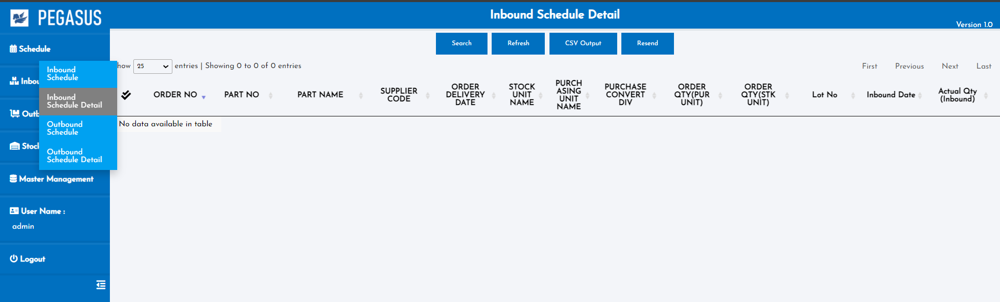 PEGASUS
Inbound Schedule Detail
Version 1.0
Schedule
Inbound
Schedule
Inbound
Schedule Detail
Outbound
Schedule
Outbound
Schedule Detail
Inbou
Outb
Stock
Master Management
User Name :
admin
Logout
Search
Refresh
CSV Output
Resend
how 25 entries | Showing 0 to 0 of 0 entries
First Previous Next Last
ORDER NO
PART NO
PART NAME
SUPPLIER
CODE
ORDER
DELIVERY
DATE
STOCK
UNIT
NAME
PURCH
ASING
UNIT
NAME
PURCHASE
CONVERT
DIV
ORDER
QTY(PUR
UNIT)
ORDER
QTY(STK
UNIT)
Lot No
Inbound Date
Actual Qty
(Inbound)
No data available in table